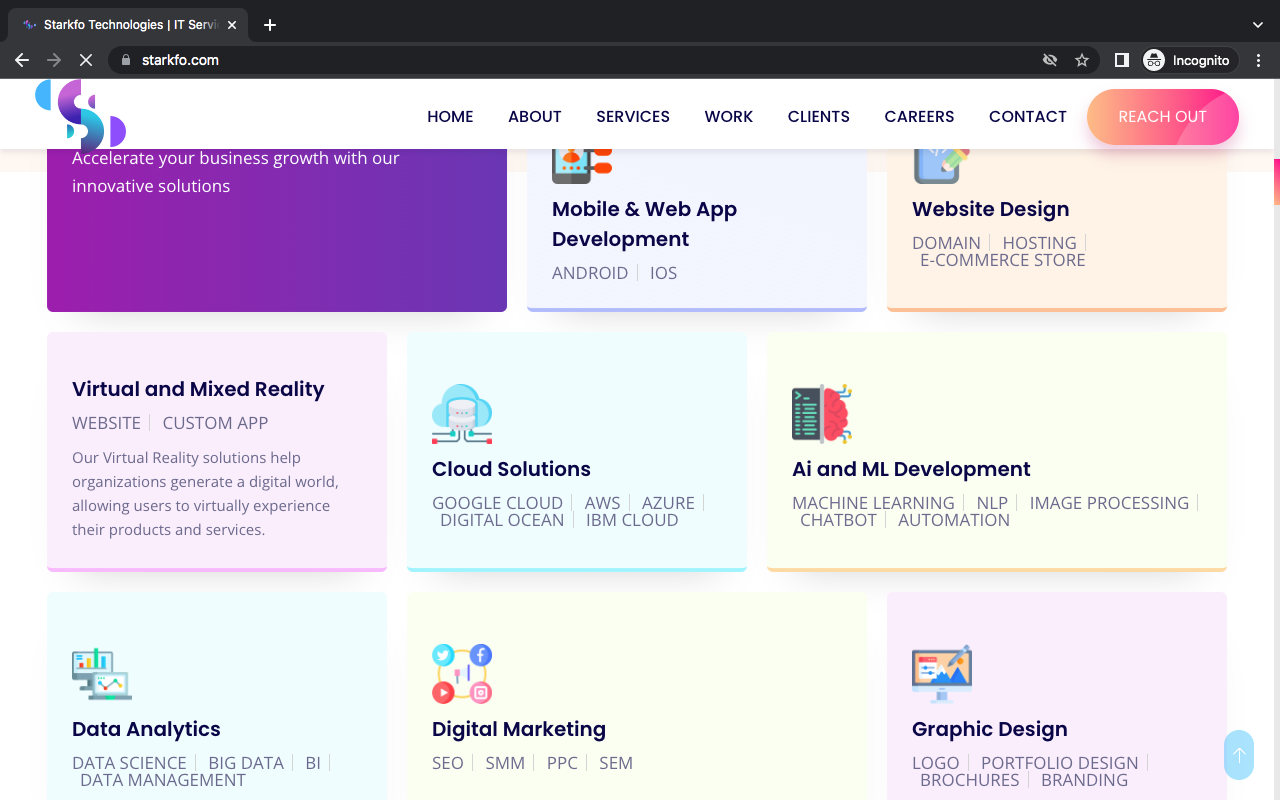 Starkfo Technologies | IT Servi
starkfo.com
Incognito
HOME ABOUT SERVICES WORK CLIENTS CAREERS CONTACT REACH OUT
Accelerate your business growth with our
innovative solutions
Mobile & Web App
Development
ANDROID IOS
Website Design
DOMAIN HOSTING
E-COMMERCE STORE
Virtual and Mixed Reality
WEBSITE CUSTOM APP
Our Virtual Reality solutions help
organizations generate a digital world,
allowing users to virtually experience
their products and services.
Cloud Solutions
GOOGLE CLOUD AWS AZURE
DIGITAL OCEAN IBM CLOUD
Ai and ML Development
MACHINE LEARNING NLP IMAGE PROCESSING
CHATBOT AUTOMATION
Data Analytics
DATA SCIENCE BIG DATA BI
DATA MANAGEMENT
Digital Marketing
SEO SMM PPC SEM
Graphic Design
LOGO PORTFOLIO DESIGN
BROCHURES BRANDING